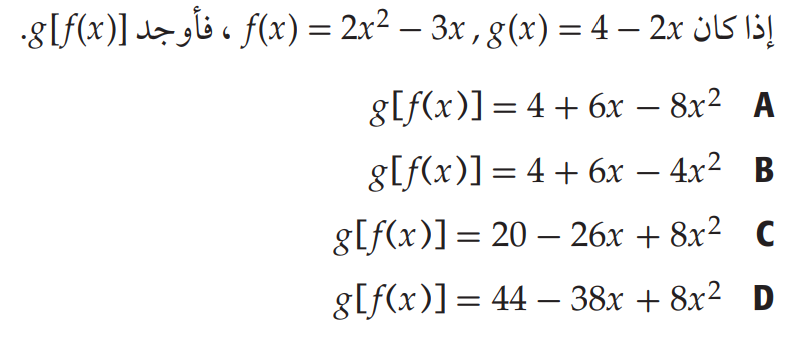 إذا كان f(x) = 2x² − 3x , g(x) = 4 − 2x ، فأوجد g[f(x)].
A g[f(x)] = 4 + 6x − 8x²
B g[f(x)] = 4 + 6x − 4x²
C g[f(x)] = 20 − 26x + 8x²
D g[f(x)] = 44 − 38x + 8x²